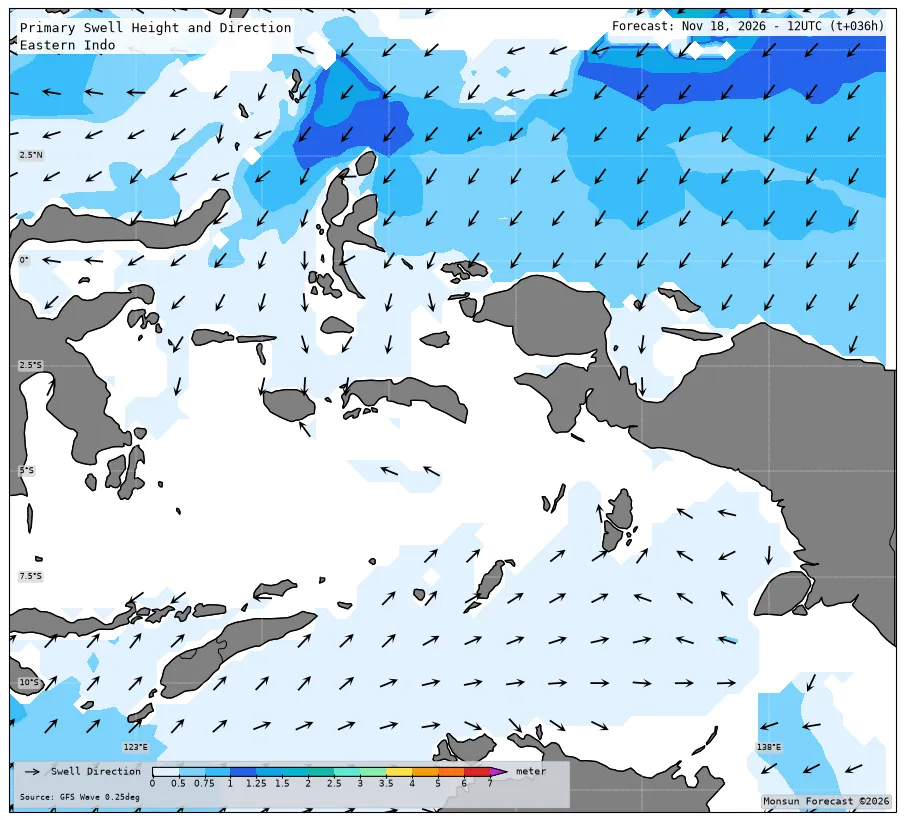 Primary Swell Height and Direction
Eastern Indo
Forecast: Nov 18, 2026 - 12UTC (t+036h)
2.5°N
0°
2.5°S
5°S
7.5°S
10°S
123°E
138°E
Swell Direction
0 0.5 0.75 1 1.25 1.5 2 2.5 3 3.5 4 5 6 7
meter
Source: GFS Wave 0.25deg
Monsun Forecast ©2026